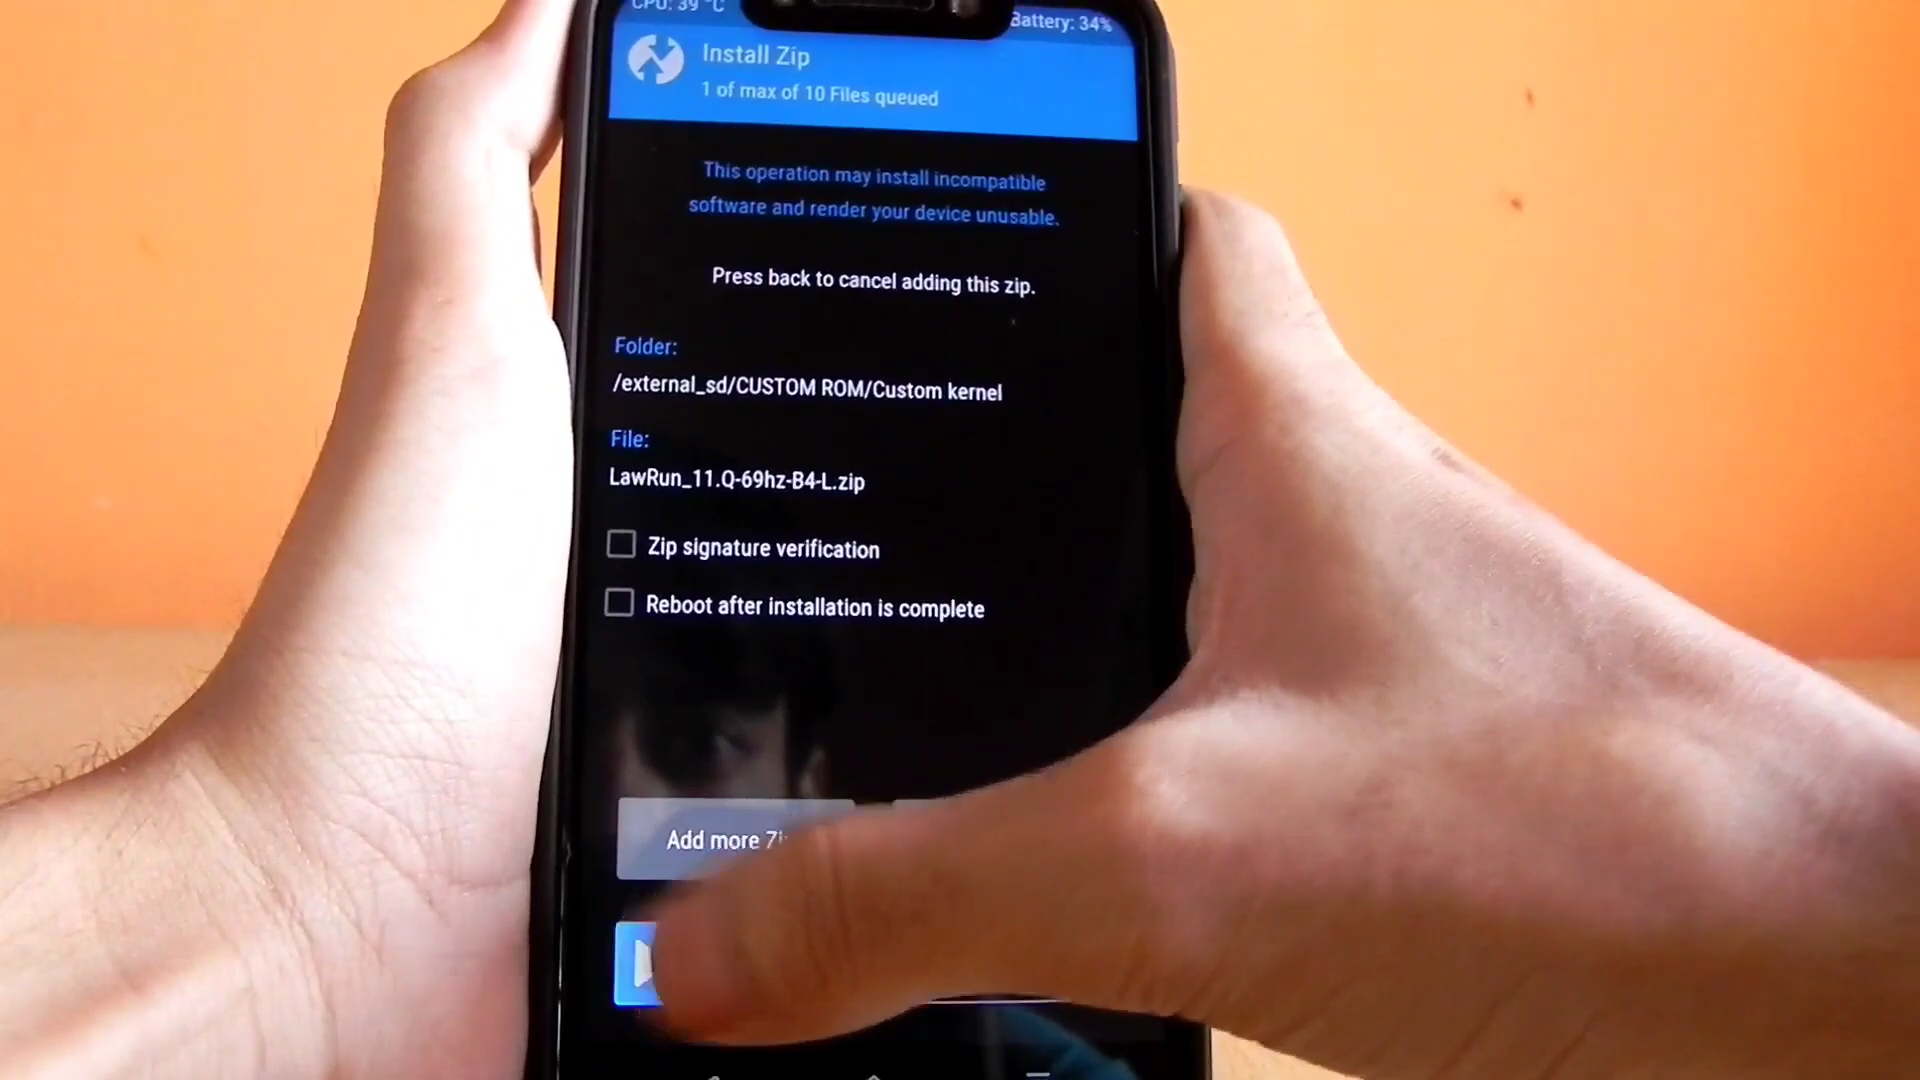 CPU: 39 °C
Battery: 34%
Install Zip
1 of max of 10 Files queued
This operation may install incompatible
software and render your device unusable.
Press back to cancel adding this zip.
Folder:
/external_sd/CUSTOM ROM/Custom kernel
File:
LawRun_11.Q-69hz-B4-L.zip
Zip signature verification
Reboot after installation is complete
Add more